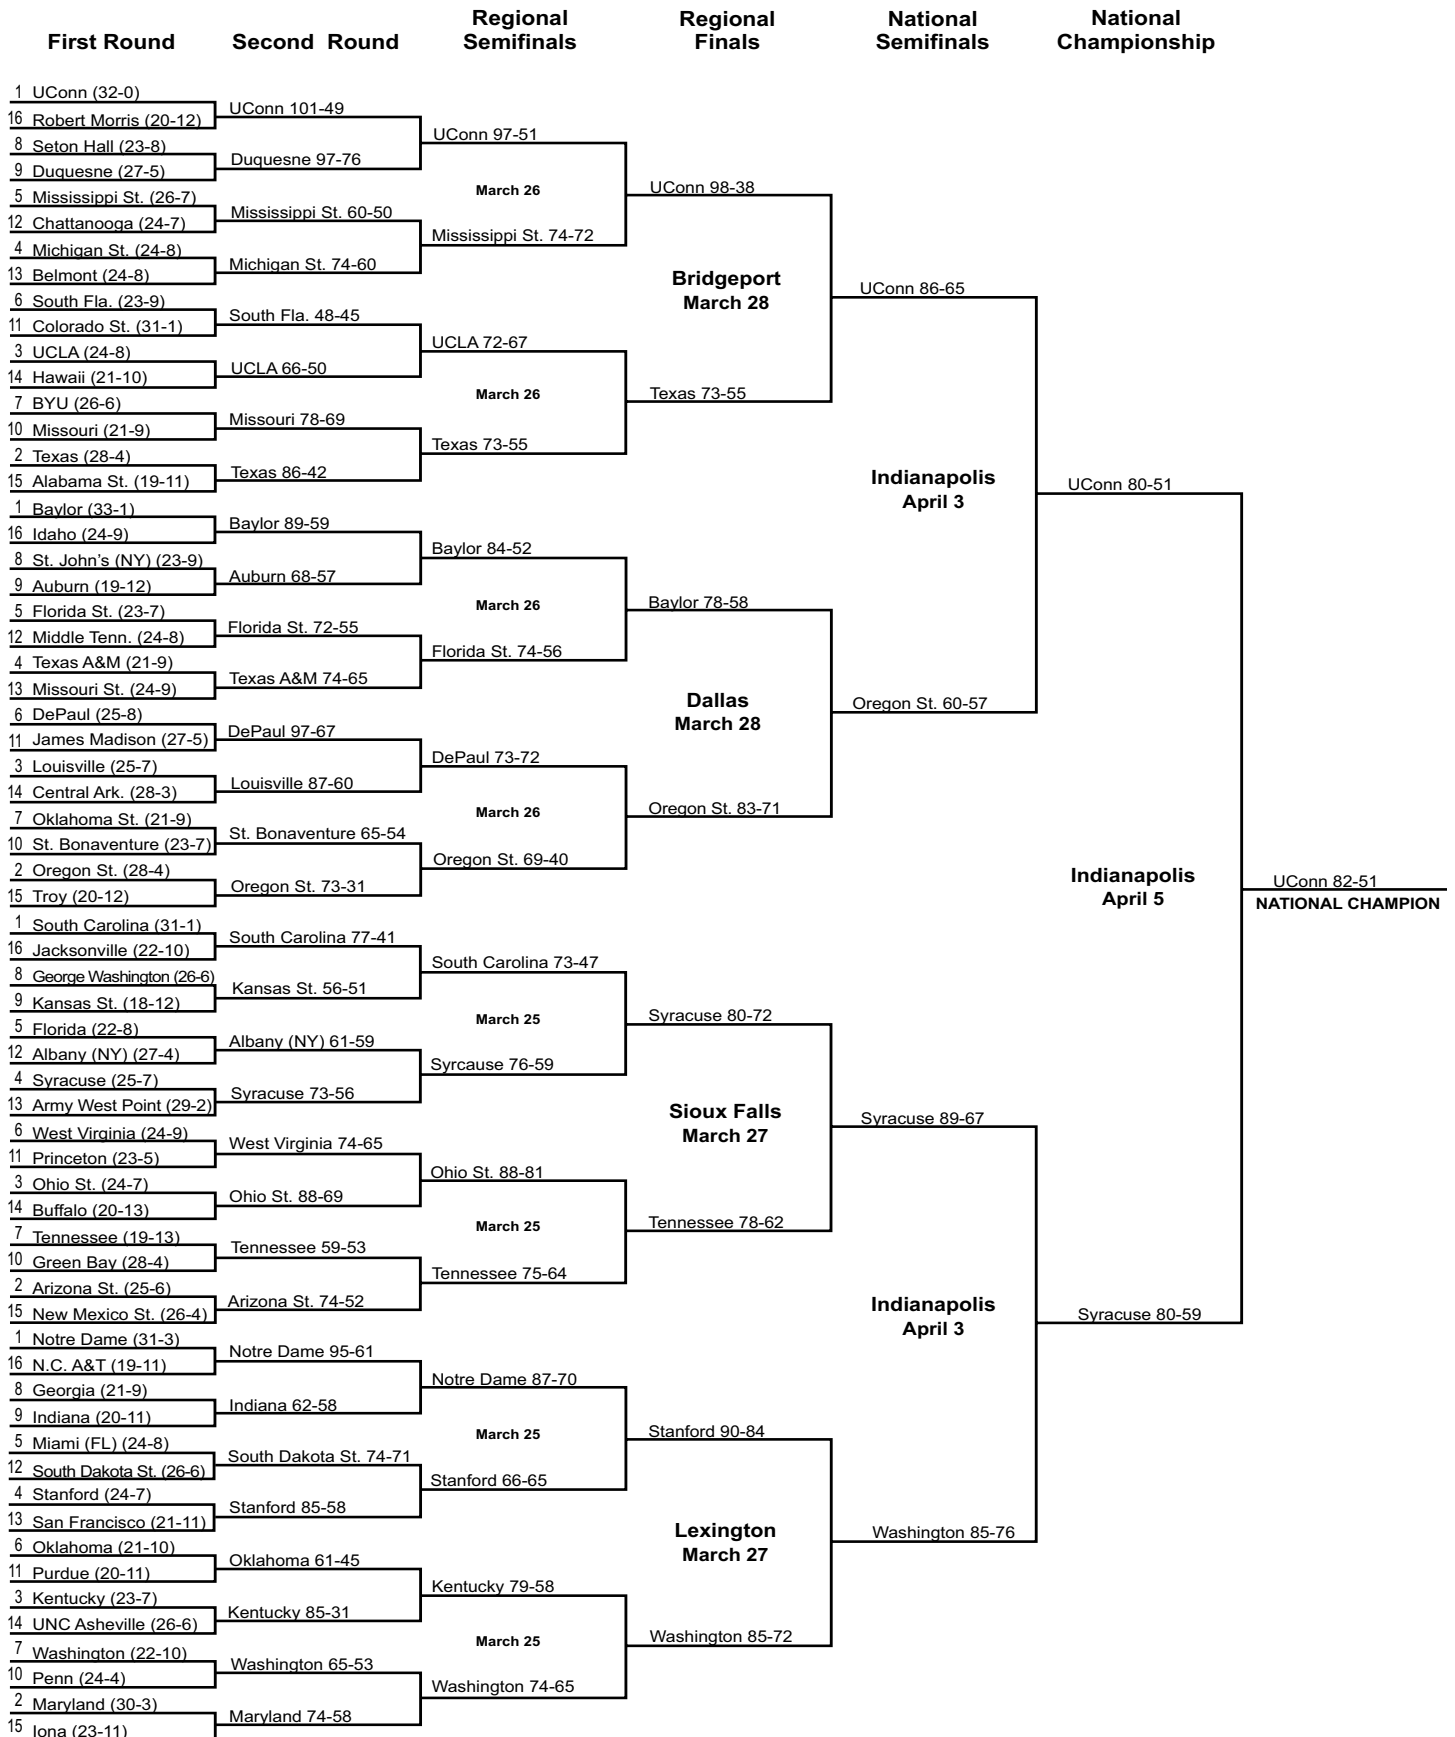 First Round
Second Round
Regional
Semifinals
Regional
Finals
National
Semifinals
National
Championship
1 UConn (32-0)
16 Robert Morris (20-12)
8 Seton Hall (23-8)
9 Duquesne (27-5)
5 Mississippi St. (26-7)
12 Chattanooga (24-7)
4 Michigan St. (24-8)
13 Belmont (24-8)
6 South Fla. (23-9)
11 Colorado St. (31-1)
3 UCLA (24-8)
14 Hawaii (21-10)
7 BYU (26-6)
10 Missouri (21-9)
2 Texas (28-4)
15 Alabama St. (19-11)
1 Baylor (33-1)
16 Idaho (24-9)
8 St. John's (NY) (23-9)
9 Auburn (19-12)
5 Florida St. (23-7)
12 Middle Tenn. (24-8)
4 Texas A&M (21-9)
13 Missouri St. (24-9)
6 DePaul (25-8)
11 James Madison (27-5)
3 Louisville (25-7)
14 Central Ark. (28-3)
7 Oklahoma St. (21-9)
10 St. Bonaventure (23-7)
2 Oregon St. (28-4)
15 Troy (20-12)
1 South Carolina (31-1)
16 Jacksonville (22-10)
8 George Washington (26-6)
9 Kansas St. (18-12)
5 Florida (22-8)
12 Albany (NY) (27-4)
4 Syracuse (25-7)
13 Army West Point (29-2)
6 West Virginia (24-9)
11 Princeton (23-5)
3 Ohio St. (24-7)
14 Buffalo (20-13)
7 Tennessee (19-13)
10 Green Bay (28-4)
2 Arizona St. (25-6)
15 New Mexico St. (26-4)
1 Notre Dame (31-3)
16 N.C. A&T (19-11)
8 Georgia (21-9)
9 Indiana (20-11)
5 Miami (FL) (24-8)
12 South Dakota St. (26-6)
4 Stanford (24-7)
13 San Francisco (21-11)
6 Oklahoma (21-10)
11 Purdue (20-11)
3 Kentucky (23-7)
14 UNC Asheville (26-6)
7 Washington (22-10)
10 Penn (24-4)
2 Maryland (30-3)
15 Iona (23-11)
UConn 101-49
Duquesne 97-76
Mississippi St. 60-50
Michigan St. 74-60
South Fla. 48-45
UCLA 66-50
Missouri 78-69
Texas 86-42
Baylor 89-59
Auburn 68-57
Florida St. 72-55
Texas A&M 74-65
DePaul 97-67
Louisville 87-60
St. Bonaventure 65-54
Oregon St. 73-31
South Carolina 77-41
Kansas St. 56-51
Albany (NY) 61-59
Syracuse 73-56
West Virginia 74-65
Ohio St. 88-69
Tennessee 59-53
Arizona St. 74-52
Notre Dame 95-61
Indiana 62-58
South Dakota St. 74-71
Stanford 85-58
Oklahoma 61-45
Kentucky 85-31
Washington 65-53
Maryland 74-58
UConn 97-51
March 26
Mississippi St. 74-72
UCLA 72-67
March 26
Texas 73-55
Baylor 84-52
March 26
Florida St. 74-56
DePaul 73-72
March 26
Oregon St. 69-40
South Carolina 73-47
March 25
Syrcause 76-59
Ohio St. 88-81
March 25
Tennessee 75-64
Notre Dame 87-70
March 25
Stanford 66-65
Kentucky 79-58
March 25
Washington 74-65
UConn 98-38
Bridgeport
March 28
Texas 73-55
Baylor 78-58
Dallas
March 28
Oregon St. 83-71
Syracuse 80-72
Sioux Falls
March 27
Tennessee 78-62
Stanford 90-84
Lexington
March 27
Washington 85-72
UConn 86-65
Indianapolis
April 3
Oregon St. 60-57
Syracuse 89-67
Indianapolis
April 3
Washington 85-76
UConn 80-51
Indianapolis
April 5
Syracuse 80-59
UConn 82-51
NATIONAL CHAMPION